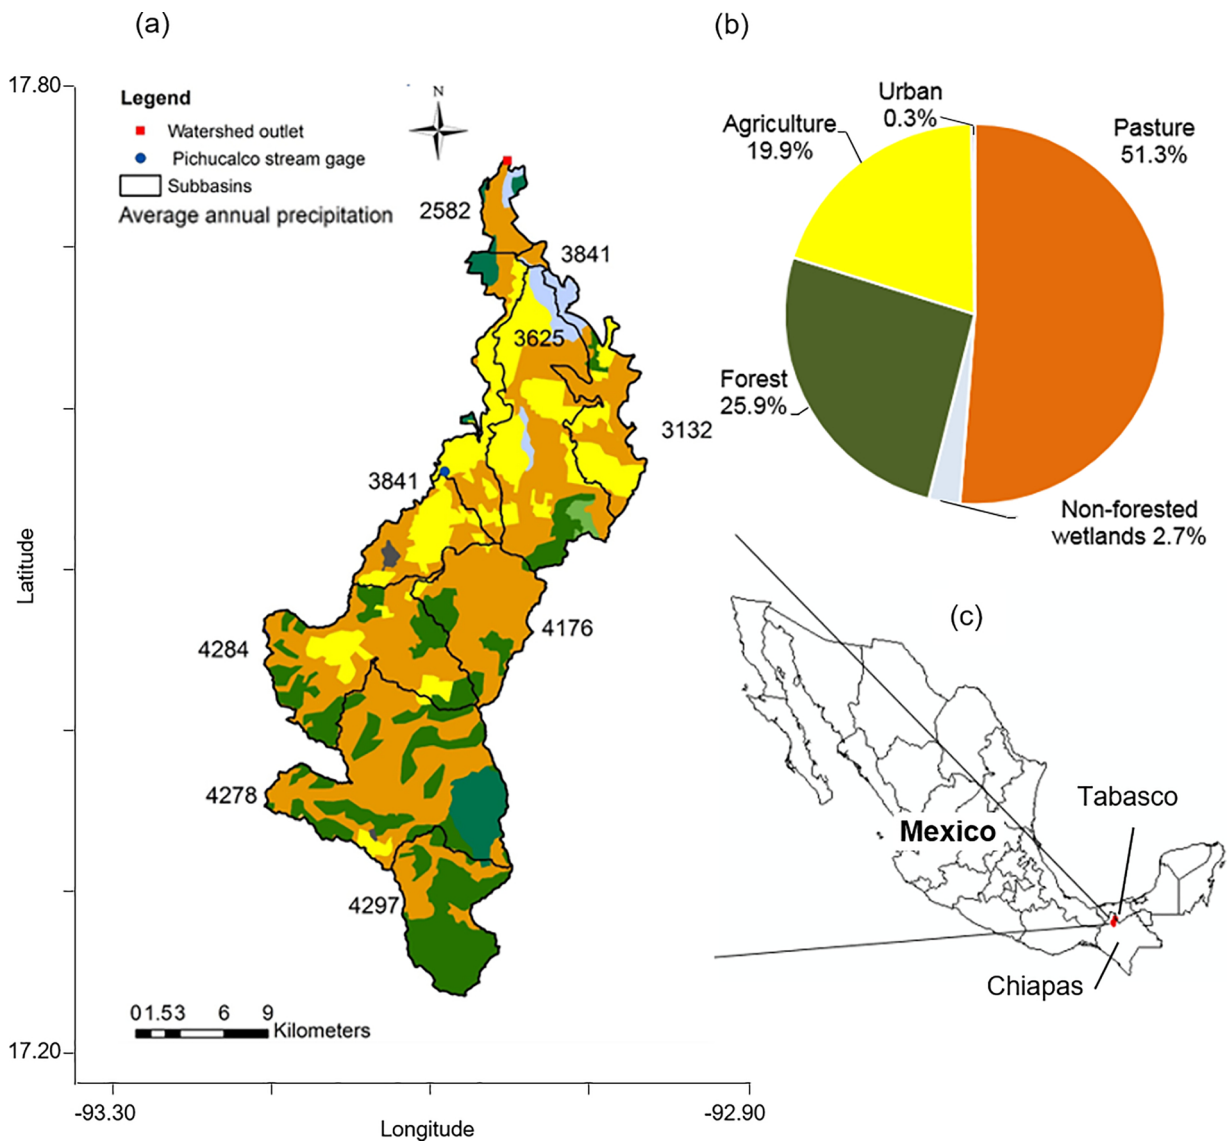 (a)
(b)
17.80
Legend
Watershed outlet
Pichucalco stream gage
Subbasins
Average annual precipitation
N
2582
3841
3625
3132
3841
4284
4176
4278
4297
01.53 6 9
Kilometers
17.20
Latitude
-93.30
-92.90
Longitude
Urban
0.3%
Agriculture
19.9%
Pasture
51.3%
Forest
25.9%
Non-forested
wetlands 2.7%
(c)
Mexico
Tabasco
Chiapas